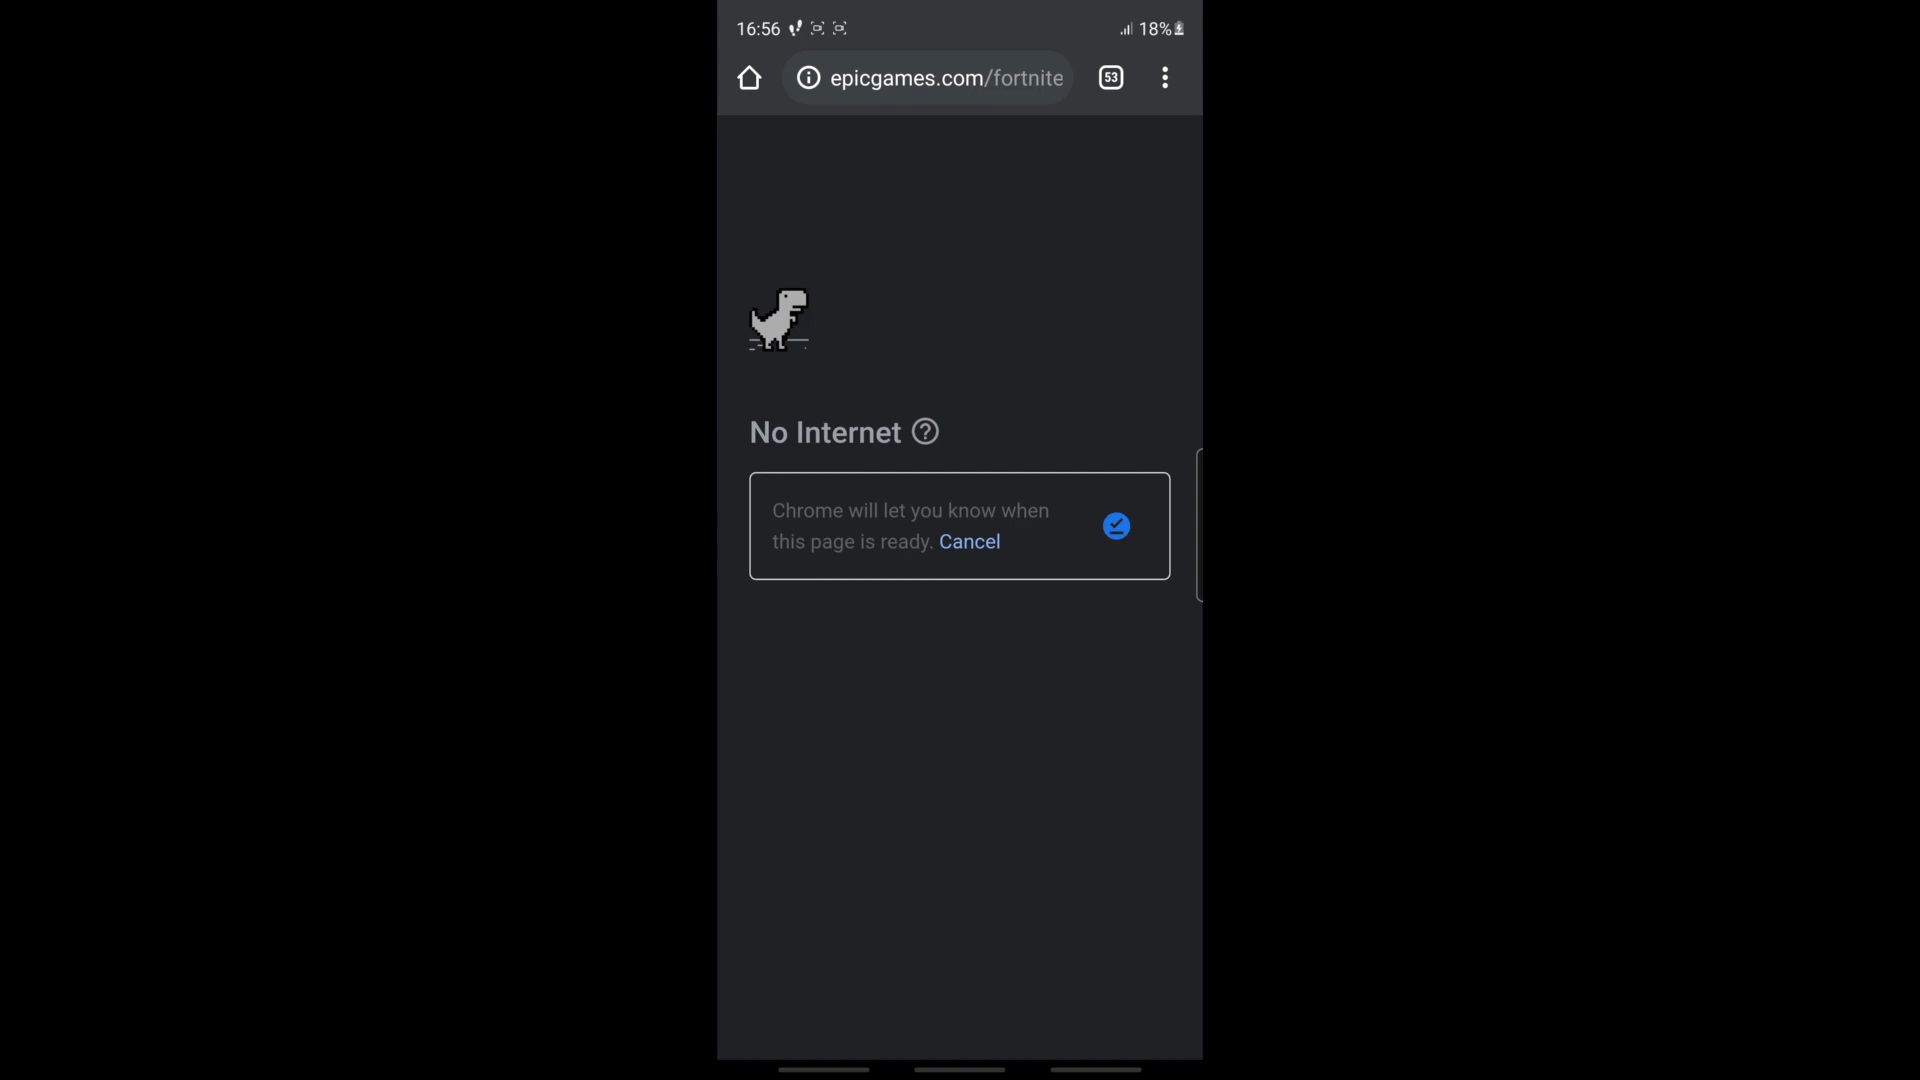 16:56 18%
epicgames.com/fortnite 53
No Internet
Chrome will let you know when
this page is ready. Cancel